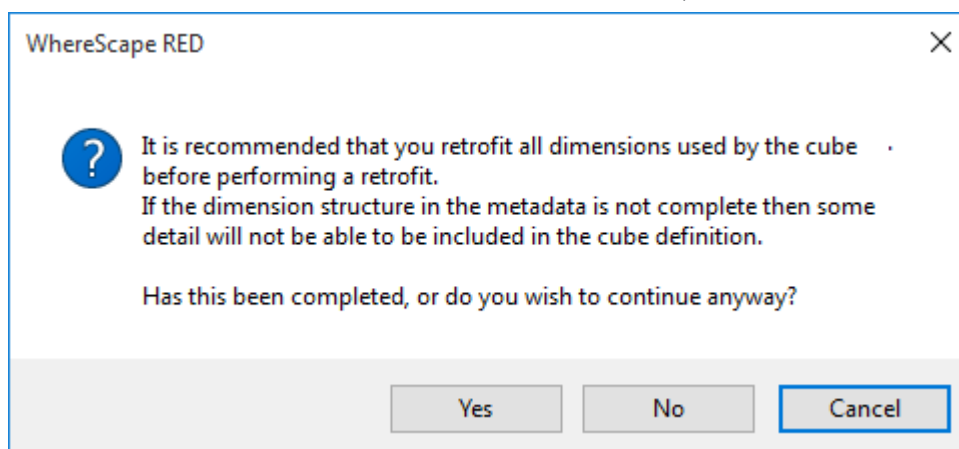 WhereScape RED
It is recommended that you retrofit all dimensions used by the cube
before performing a retrofit.
If the dimension structure in the metadata is not complete then some
detail will not be able to be included in the cube definition.
Has this been completed, or do you wish to continue anyway?
Yes No Cancel